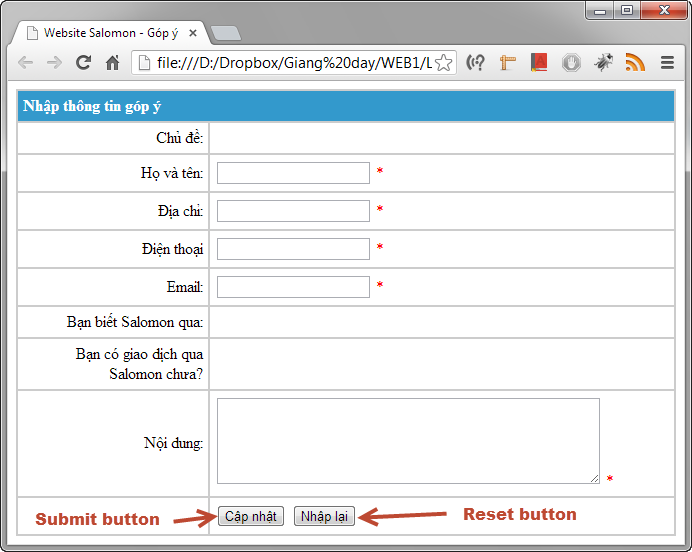 Website Salomon - Góp ý
file:///D:/Dropbox/Giang%20day/WEB1/L
Nhập thông tin góp ý
Chủ đề:
Họ và tên: *
Địa chỉ: *
Điện thoại *
Email: *
Bạn biết Salomon qua:
Bạn có giao dịch qua
Salomon chưa?
Nội dung: *
Submit button Cập nhật Nhập lại Reset button